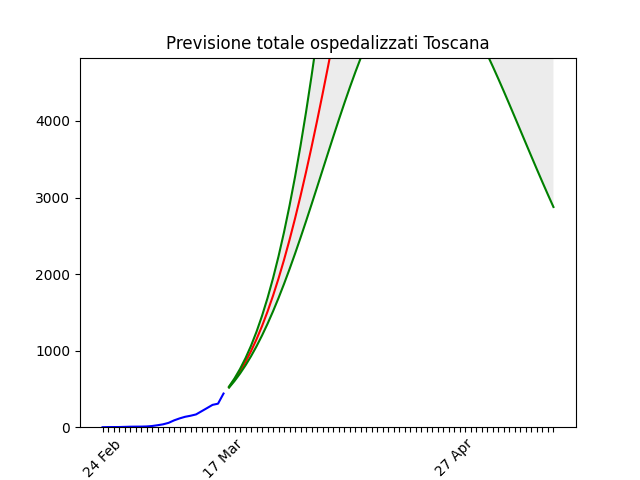 Previsione totale ospedalizzati Toscana
4000
3000
2000
1000
0
24 Feb
17 Mar
27 Apr